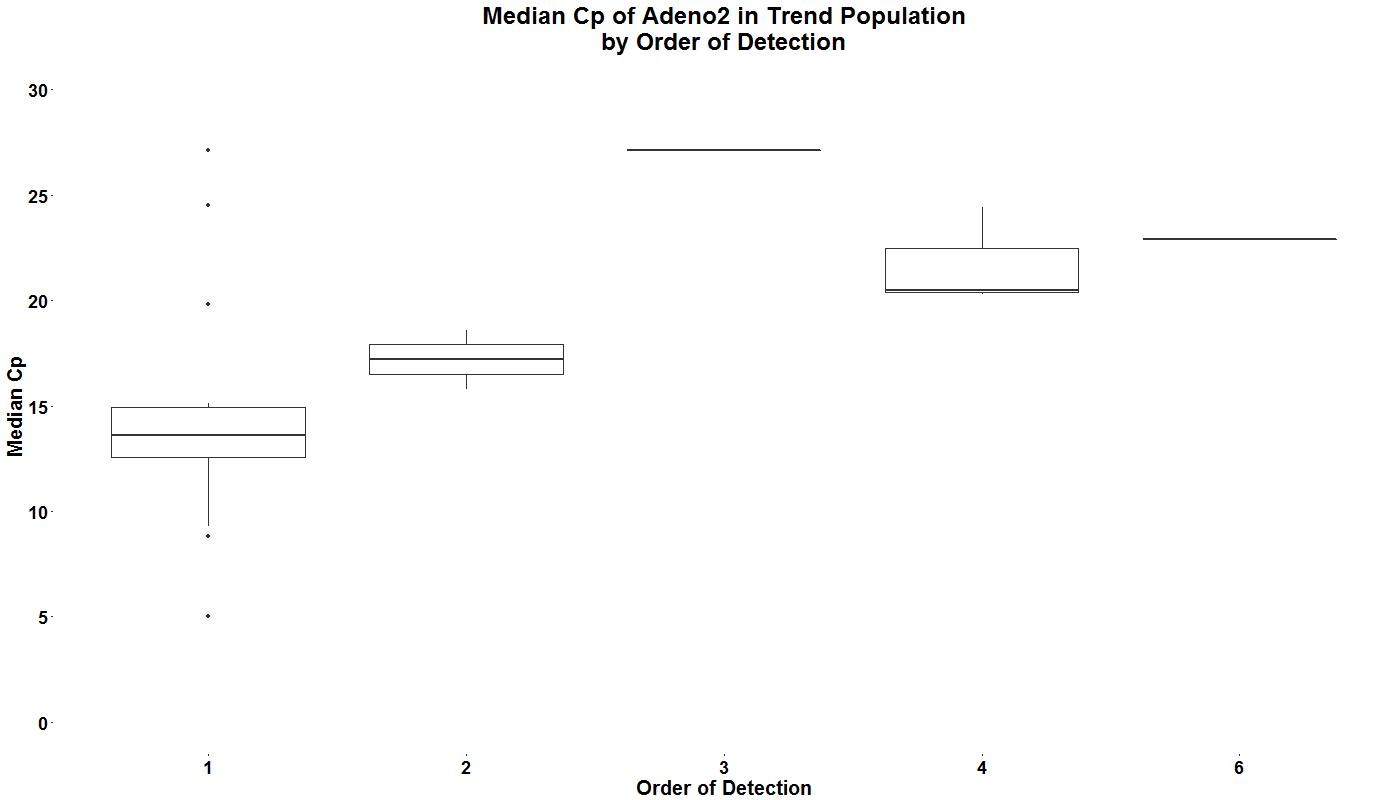 Median Cp of Adeno2 in Trend Population
by Order of Detection
Median Cp
30
25
20
15
10
5
0
1 2 3 4 6
Order of Detection